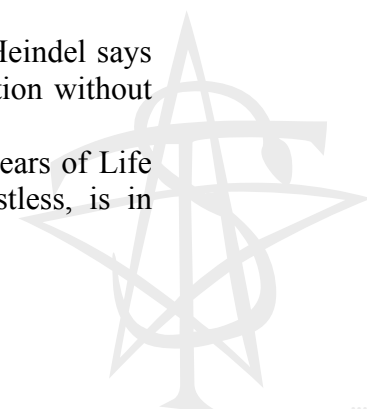 Heindel says
tion without
ears of Life
stless, is in